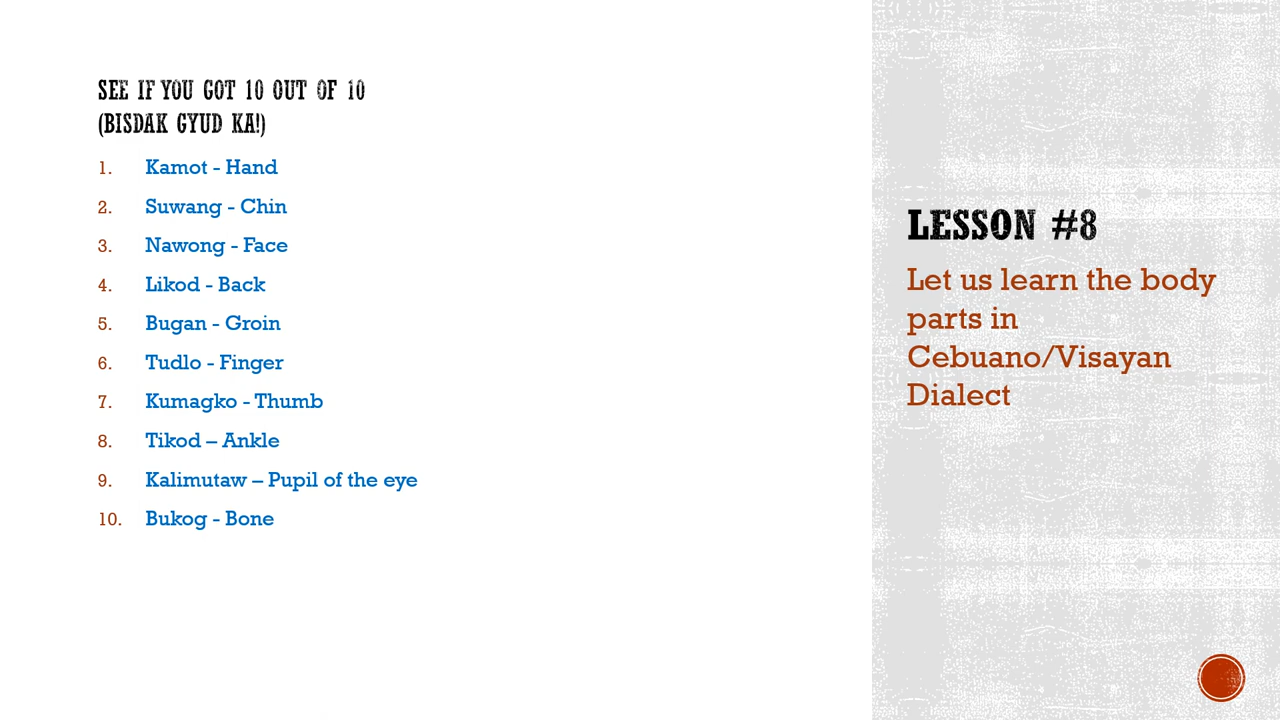 SEE IF YOU GOT 10 OUT OF 10
(BISDAK GYUD KA!)
1. Kamot - Hand
2. Suwang - Chin
3. Nawong - Face
4. Likod - Back
5. Bugan - Groin
6. Tudlo - Finger
7. Kumagko - Thumb
8. Tikod – Ankle
9. Kalimutaw – Pupil of the eye
10. Bukog - Bone
LESSON #8
Let us learn the body
parts in
Cebuano/Visayan
Dialect